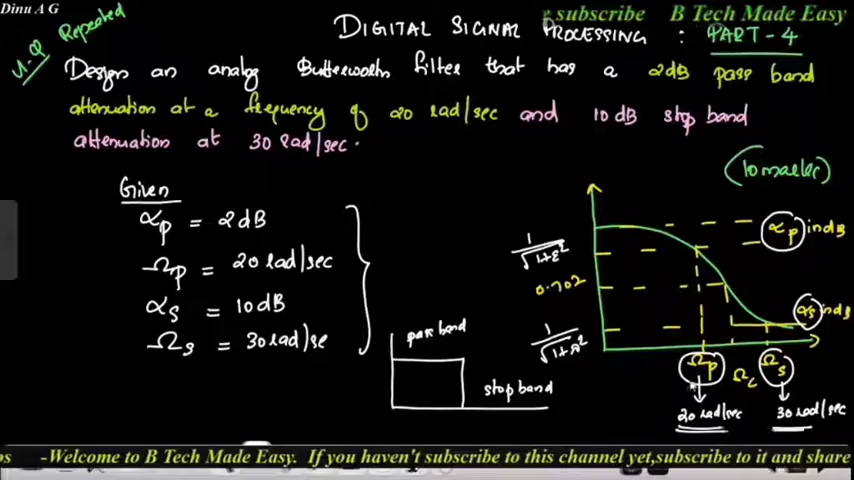 Dinu A G
subscribe B Tech Made Easy
U.Q Repeated
DIGITAL SIGNAL PROCESSING : PART-4
Design an analog Butterworth filter that has a 2dB pass band
attenuation at a frequency of 20 rad/sec and 10 dB stop band
attenuation at 30 rad/sec.
(10 marks)
Given
αp = 2dB
Ωp = 20 rad/sec
αs = 10dB
Ωs = 30 rad/se
pass band
stop band
αp in dB
1/√1+ε²
0.707
αs in dB
1/√1+λ²
Ωp Ωc Ωs
20 rad/sec 30 rad/sec
os -Welcome to B Tech Made Easy. If you haven't subscribe to this channel yet,subscribe to it and share